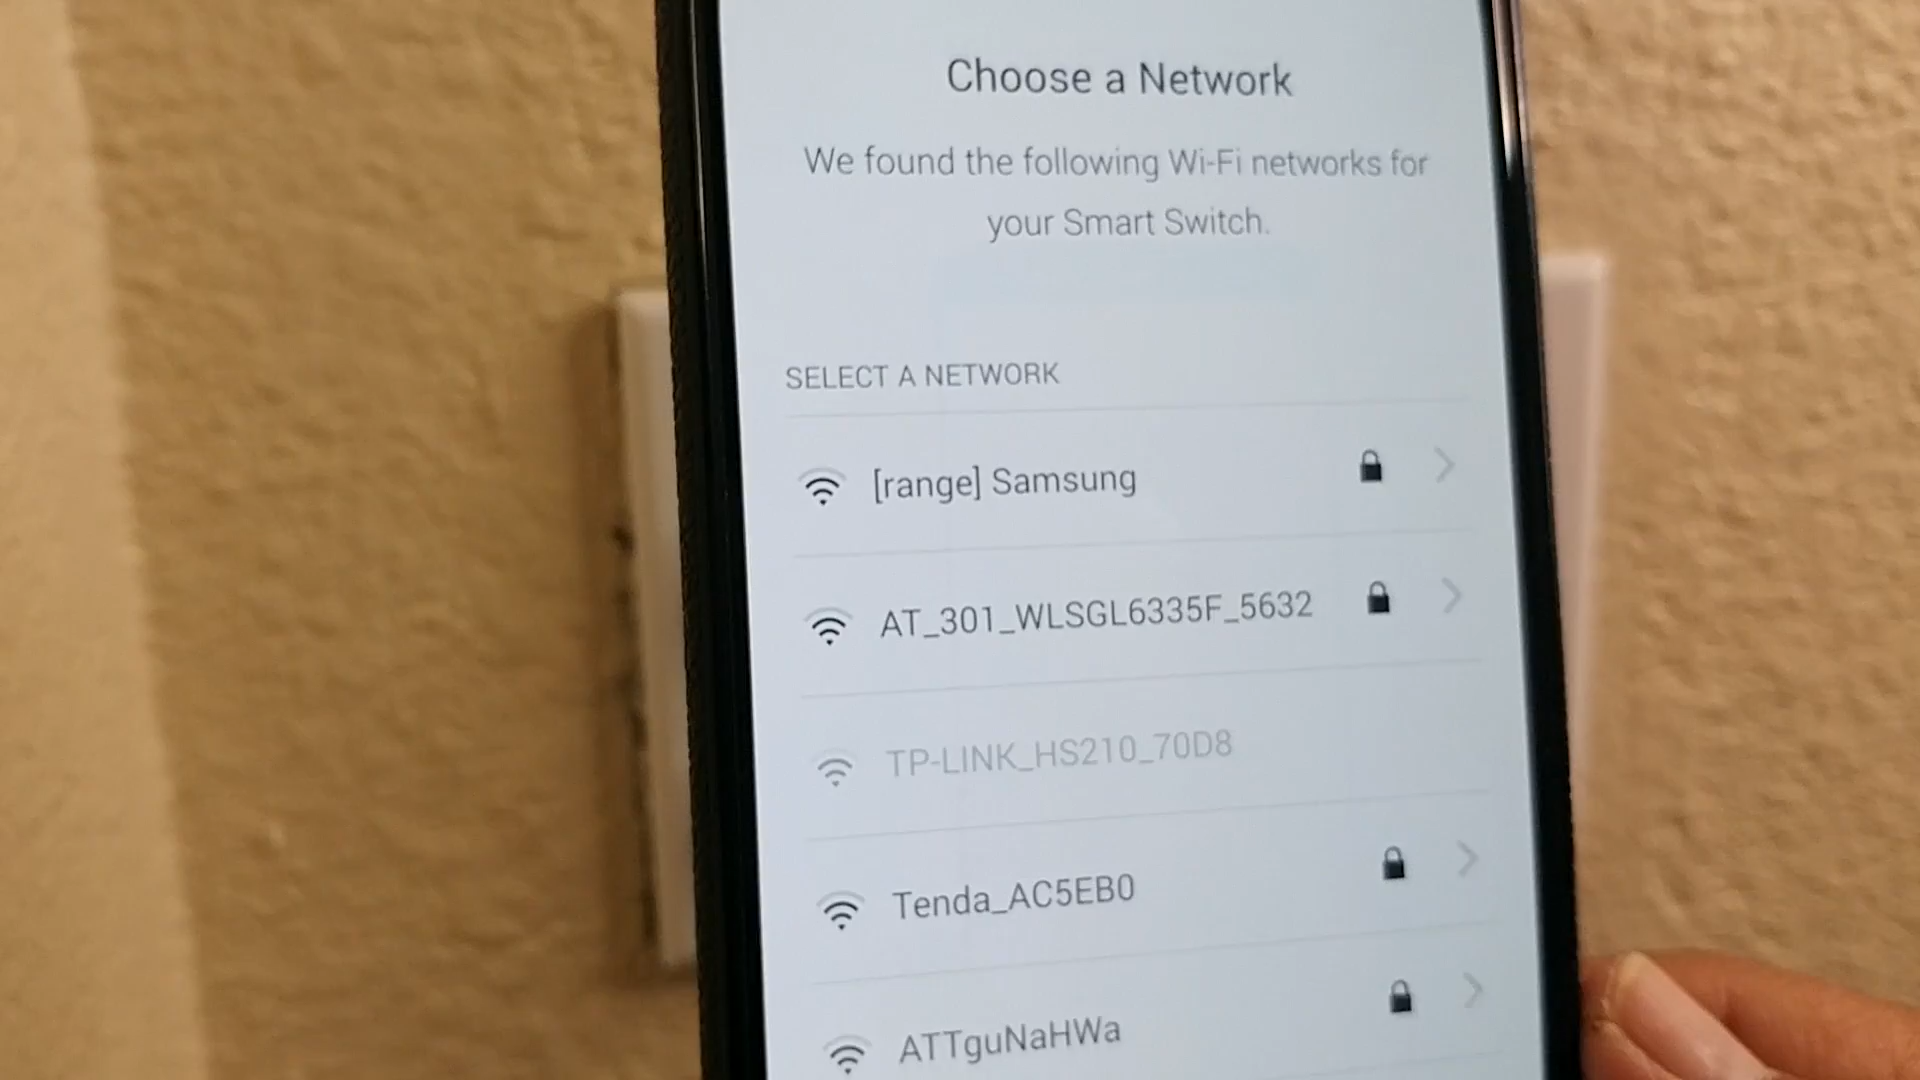 Choose a Network
We found the following Wi-Fi networks for
your Smart Switch.
SELECT A NETWORK
[range] Samsung
AT_301_WLSGL6335F_5632
TP-LINK_HS210_70D8
Tenda_AC5EB0
ATTguNaHWa